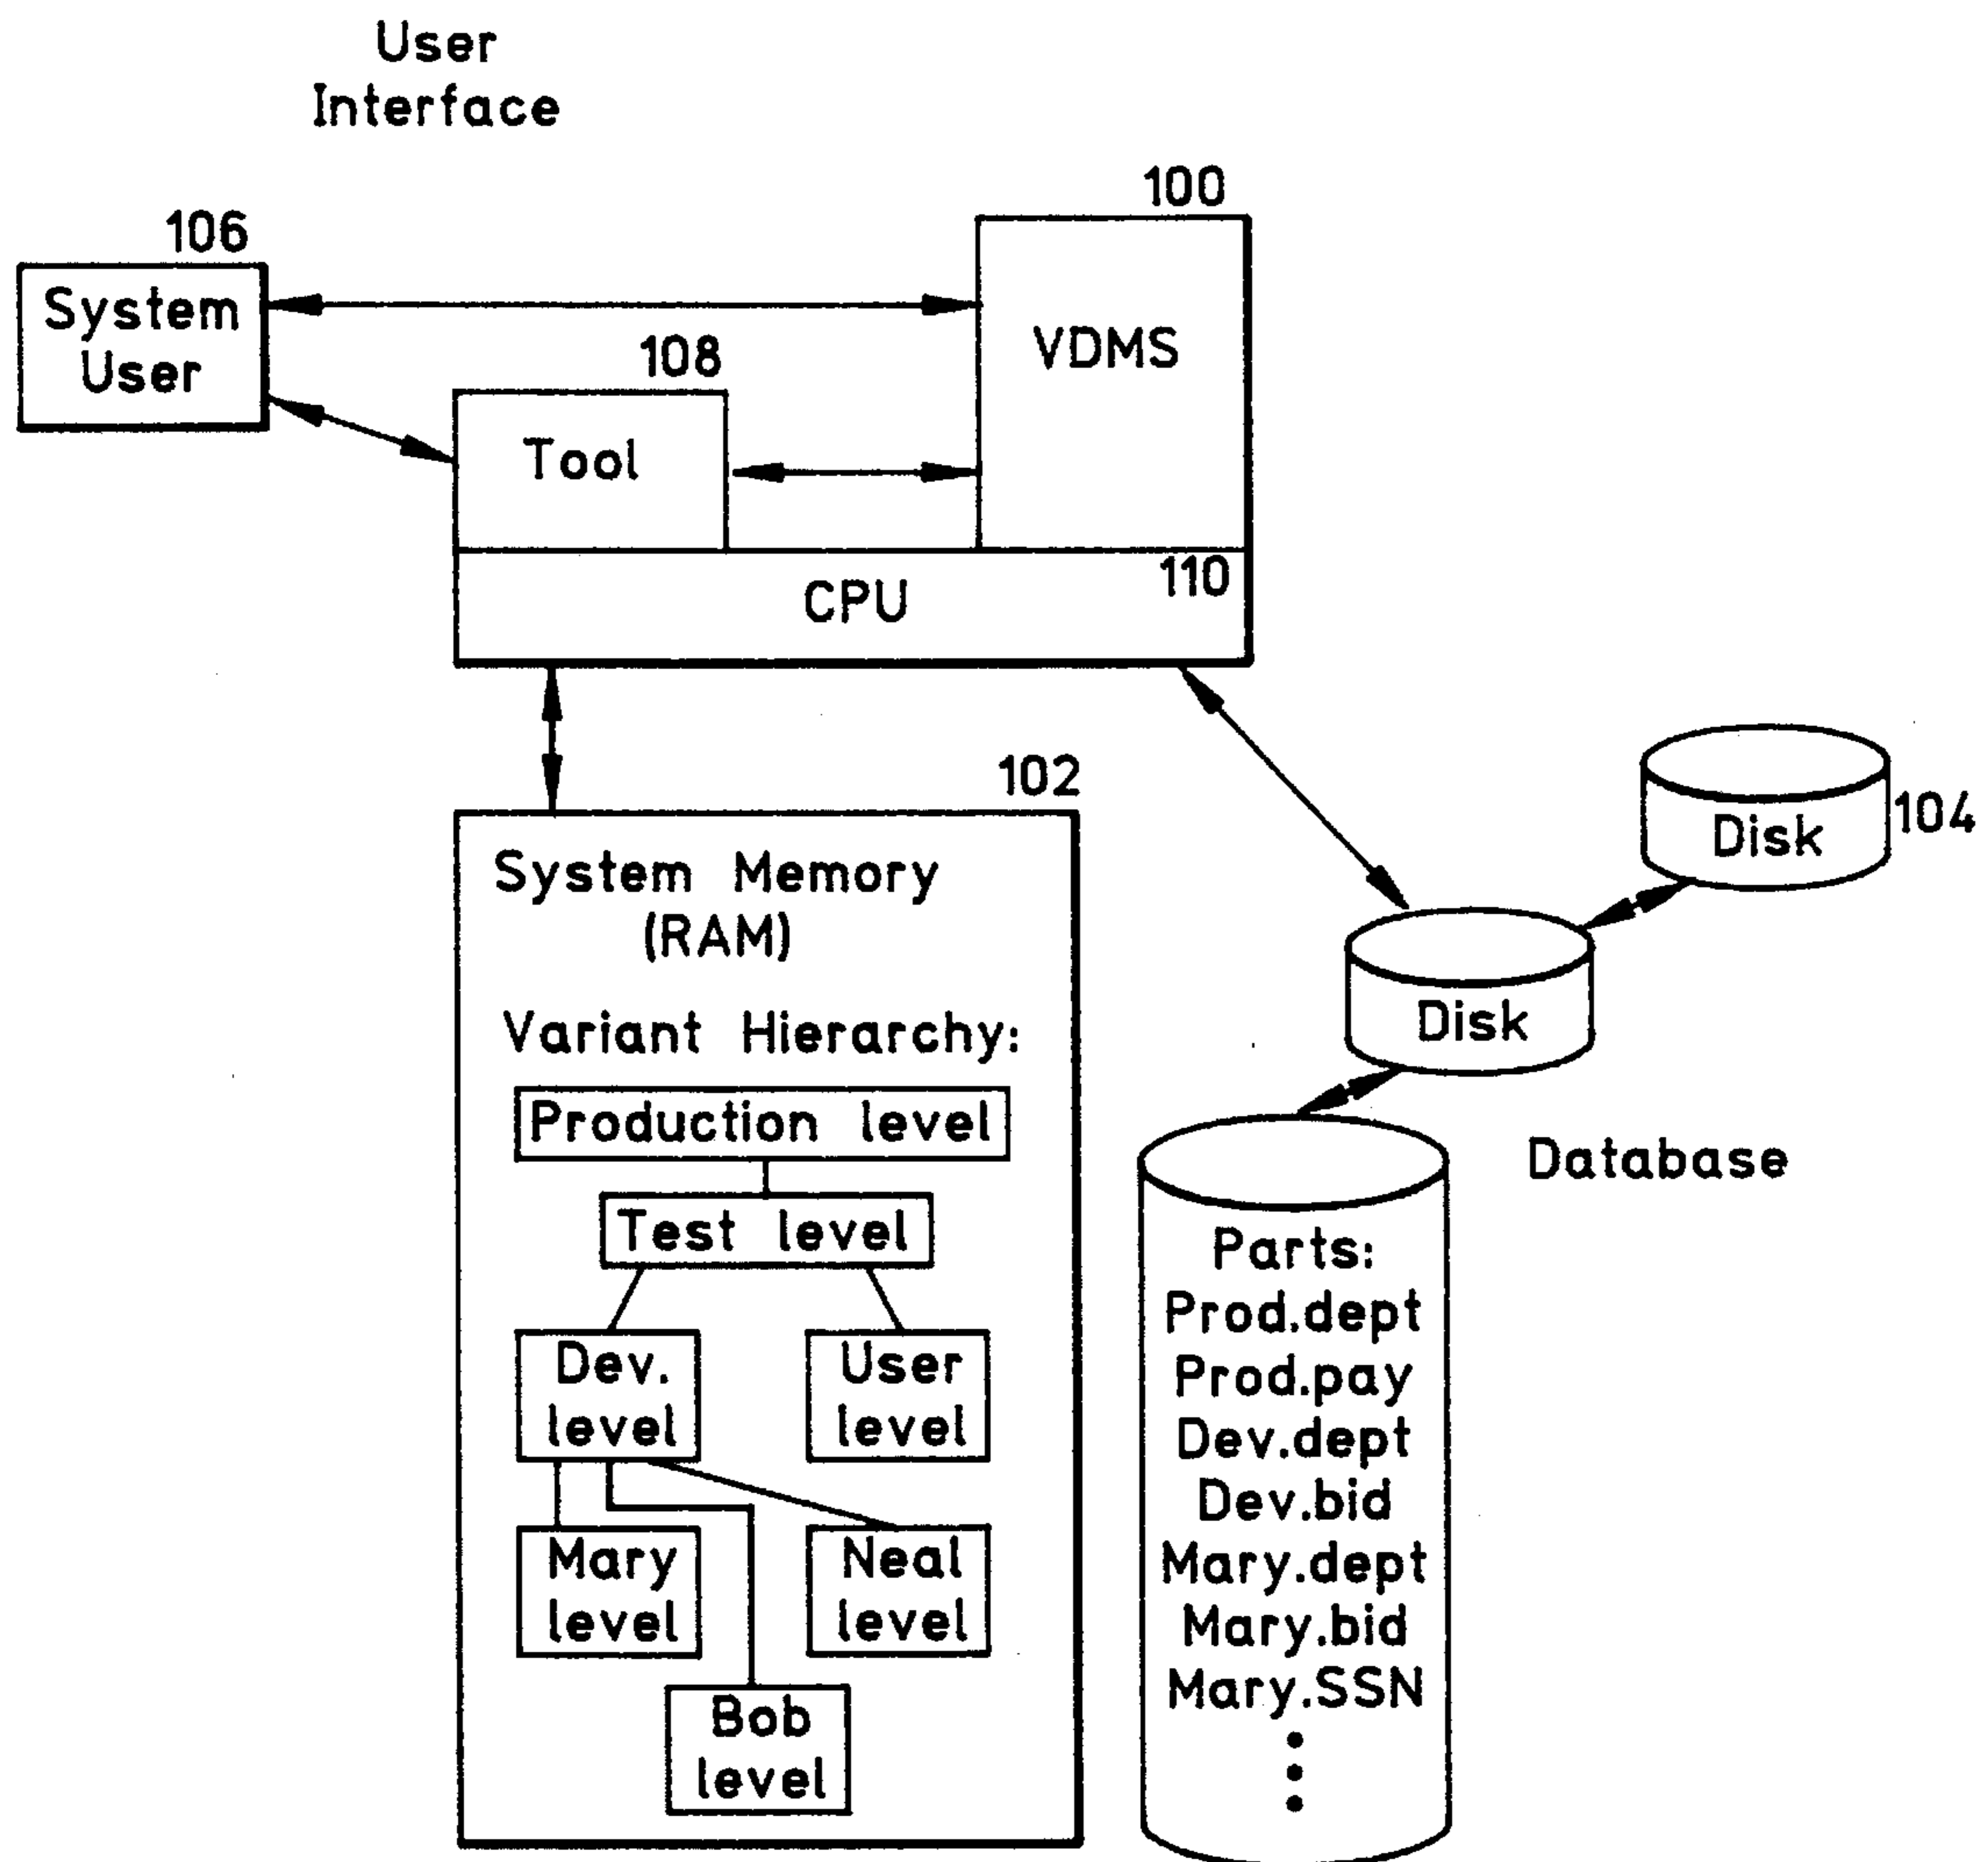 User
Interface
100
106
System
User
108
VDMS
Tool
110
CPU
102
System Memory
(RAM)
Variant Hierarchy:
Production level
Test level
Dev.
level
User
level
Mary
level
Neal
level
Bob
level
Disk
104
Disk
Database
Parts:
Prod.dept
Prod.pay
Dev.dept
Dev.bid
Mary.dept
Mary.bid
Mary.SSN